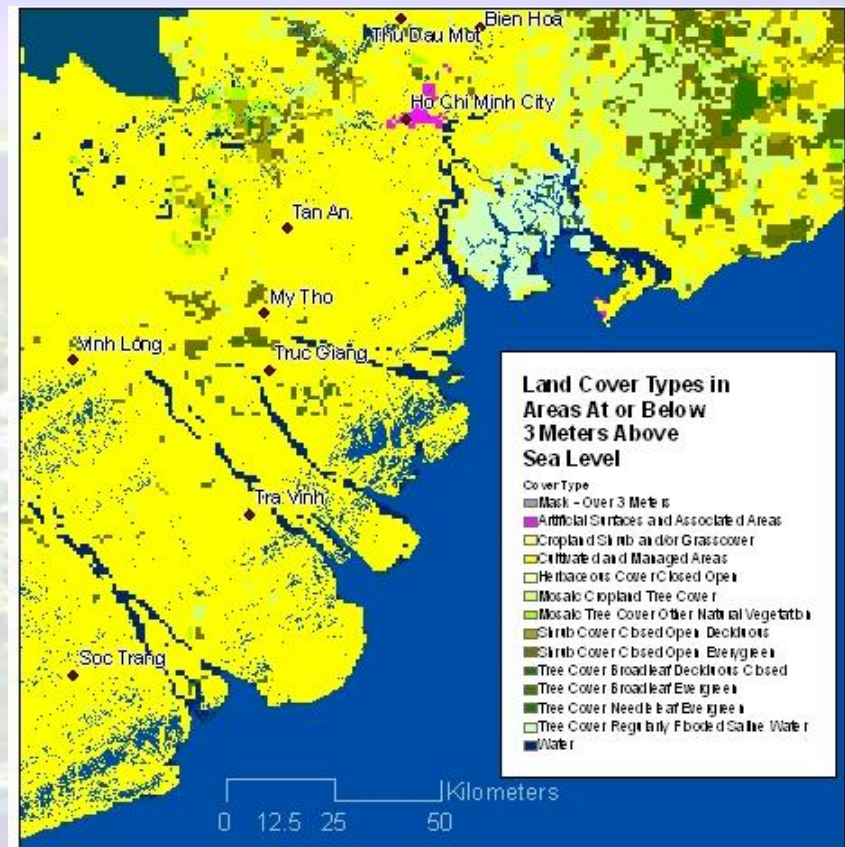 Bien Hoa
Thu Dau Mot
Ho Chi Minh City
Tan An
My Tho
Vinh Long
Truc Giang
Tra Vinh
Soc Trang
Land Cover Types in
Areas At or Below
3 Meters Above
Sea Level
Cover Type
Mask - Over 3 Meters
Artificial Surfaces and Associated Areas
Cropland Shrub and/or Grasscover
Cultivated and Managed Areas
Herbaceous Cover Closed Open
Mosaic Cropland Tree Cover
Mosaic Tree Cover Other Natural Vegetation
Shrub Cover Closed Open Deciduous
Shrub Cover Closed Open Evergreen
Tree Cover Broadleaf Deciduous Closed
Tree Cover Broadleaf Evergreen
Tree Cover Needleleaf Evergreen
Tree Cover Regularly Flooded Saline Water
Water
Kilometers
0 12.5 25 50